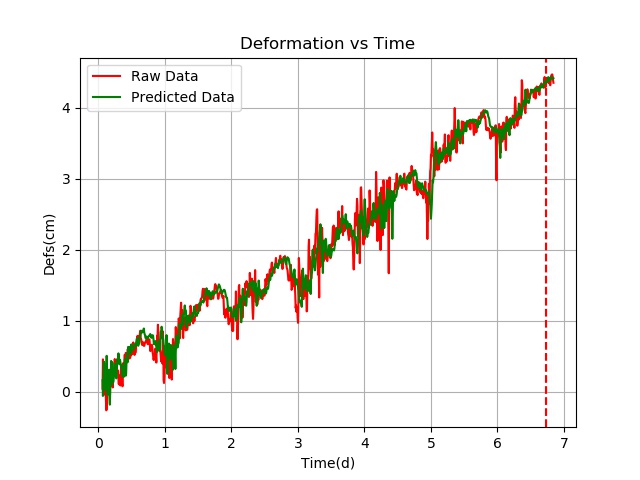 Deformation vs Time
Raw Data
Predicted Data
Defs(cm)
4
3
2
1
0
0 1 2 3 4 5 6 7
Time(d)